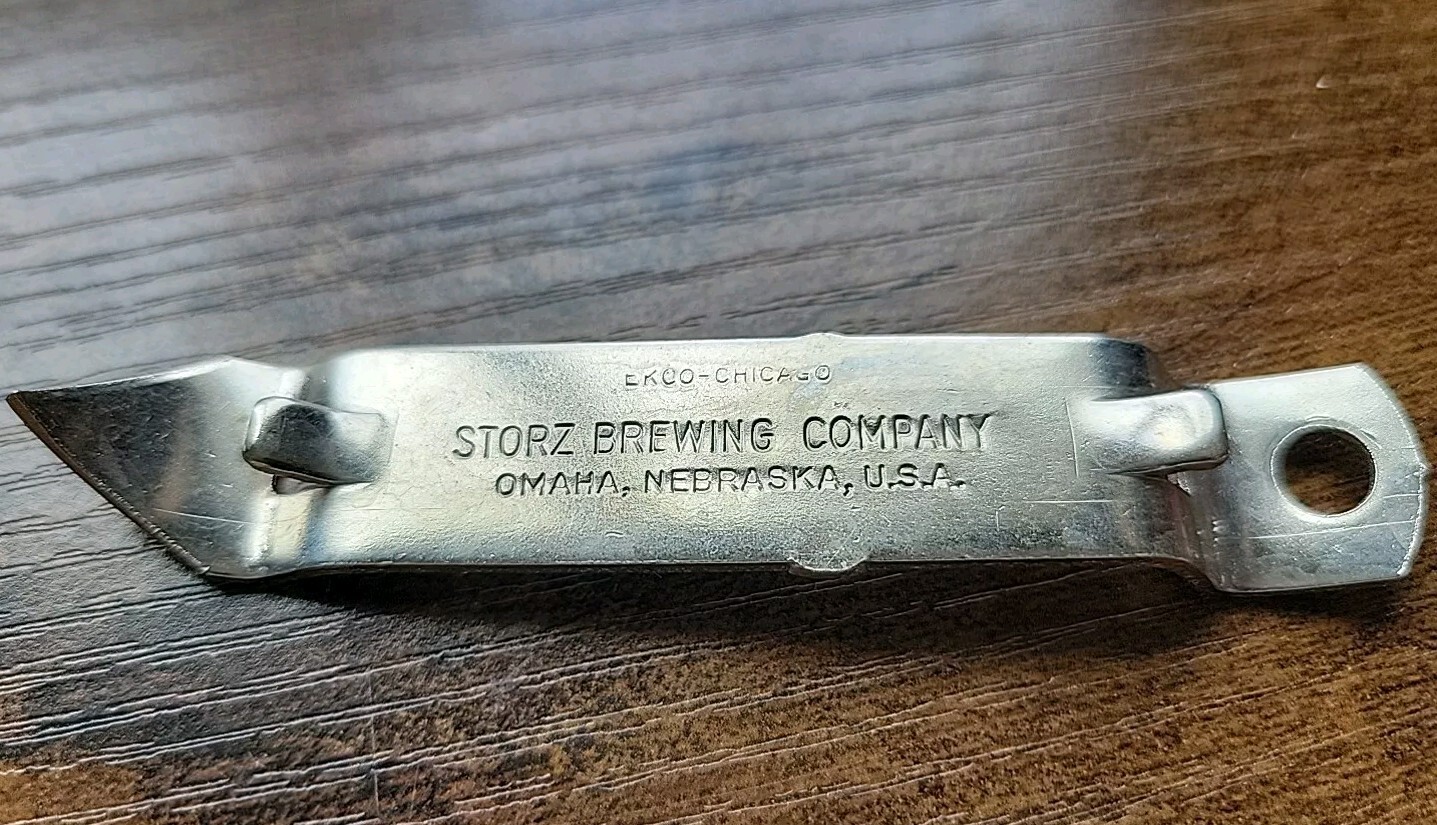 EKCO-CHICAGO
STORZ BREWING COMPANY
OMAHA, NEBRASKA, U.S.A.